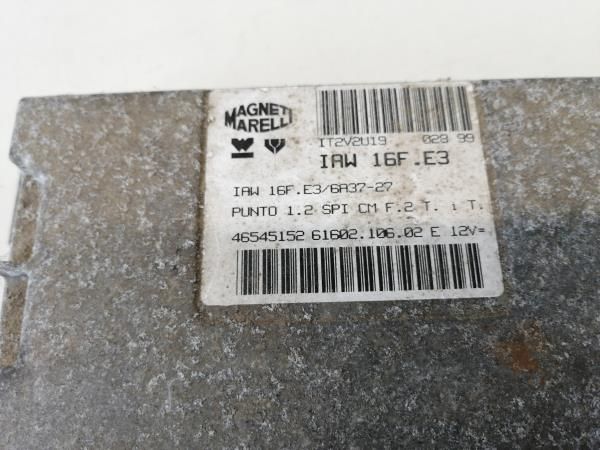 MAGNETI
MARELLI
IT2V2U19 029 99
IAW 16F.E3
IAW 16F.E3/6A37-27
PUNTO 1.2 SPI CM F.2 T. i T.
46545152 61602.106.02 E 12V=